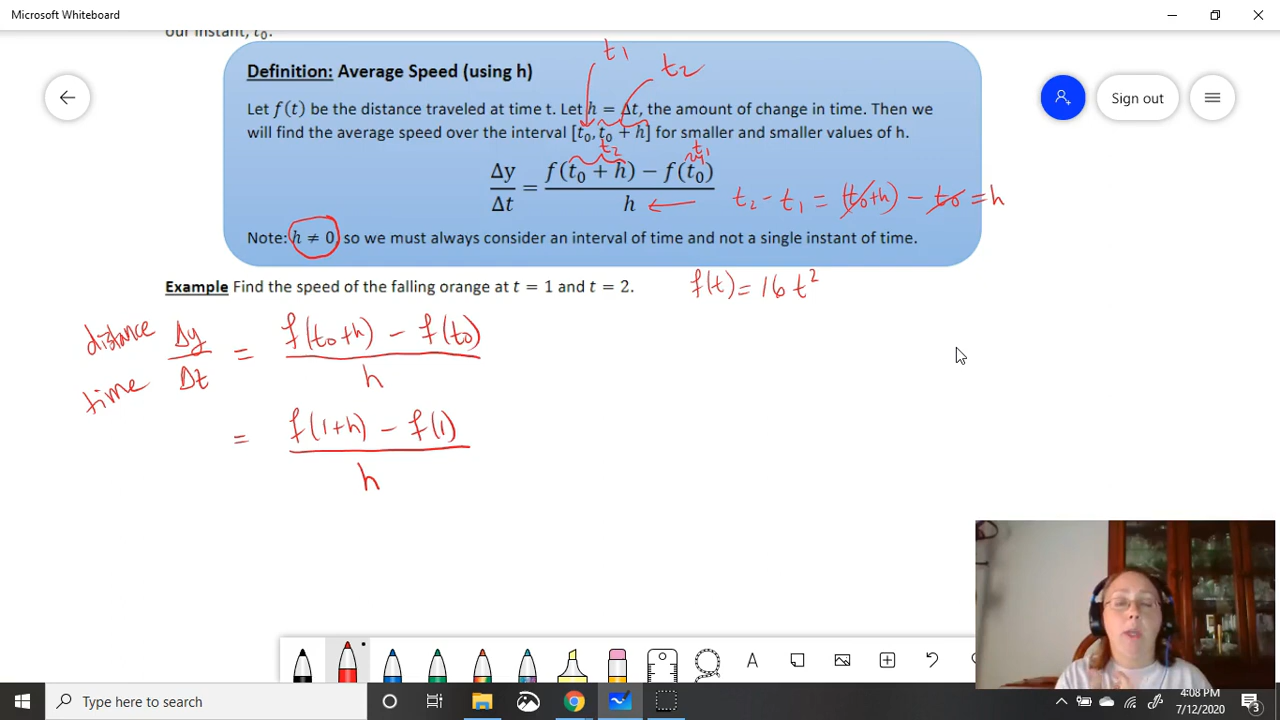 Microsoft Whiteboard
our instant, t₀.
t₁
t₂
Definition: Average Speed (using h)
Sign out
Let f(t) be the distance traveled at time t. Let h = Δt, the amount of change in time. Then we
will find the average speed over the interval [t₀, t₀ + h] for smaller and smaller values of h.
t₂ t₁
Δy/Δt = (f(t₀ + h) − f(t₀))/h
t₂ - t₁ = (t₀+h) - t₀ = h
Note: h ≠ 0, so we must always consider an interval of time and not a single instant of time.
Example Find the speed of the falling orange at t = 1 and t = 2.
f(t) = 16t²
distance Δy/time Δt = (f(t₀+h) - f(t₀))/h
= (f(1+h) - f(1))/h
A
Type here to search
4:08 PM
7/12/2020
3